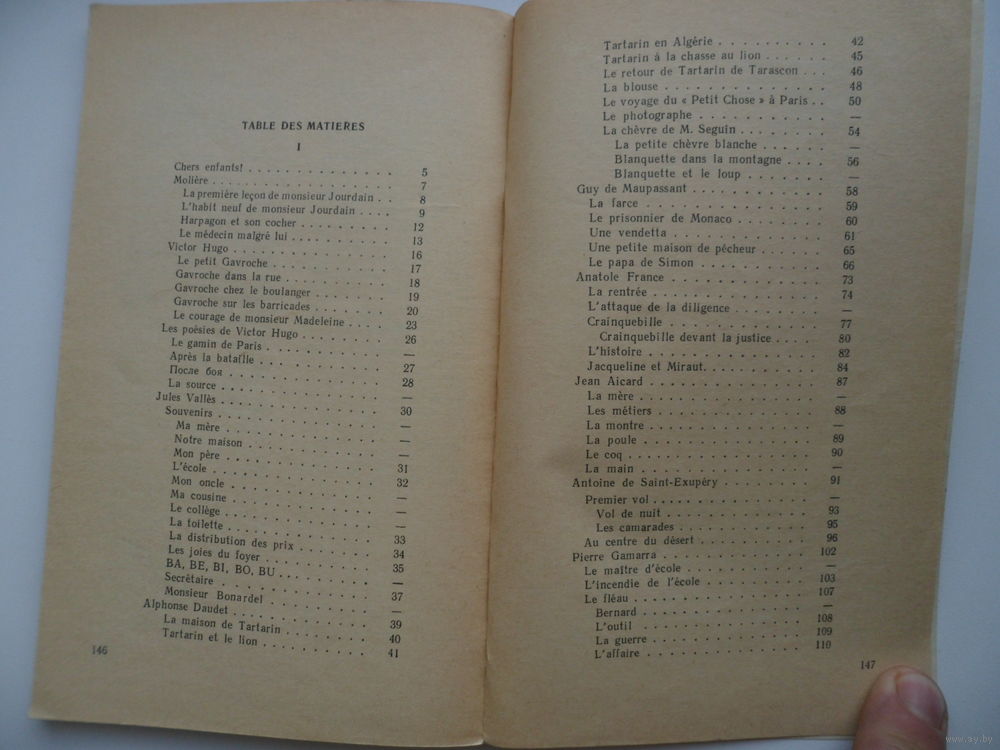 TABLE DES MATIERES
I
Chers enfants! . . . . . . . . . . . . . . 5
Molière . . . . . . . . . . . . . . . . . 7
La première leçon de monsieur Jourdain . . 8
L'habit neuf de monsieur Jourdain . . . . 9
Harpagon et son cocher . . . . . . . . . 12
Le médecin malgré lui . . . . . . . . . . 13
Victor Hugo . . . . . . . . . . . . . . . 16
Le petit Gavroche . . . . . . . . . . . . 17
Gavroche dans la rue . . . . . . . . . . 18
Gavroche chez le boulanger . . . . . . . 19
Gavroche sur les barricades . . . . . . . 20
Le courage de monsieur Madeleine . . . . 23
Les poésies de Victor Hugo . . . . . . . 26
Le gamin de Paris . . . . . . . . . . . . —
Après la bataille . . . . . . . . . . . . 27
После боя . . . . . . . . . . . . . . . . 28
La source . . . . . . . . . . . . . . . . —
Jules Vallès . . . . . . . . . . . . . . 30
Souvenirs . . . . . . . . . . . . . . . . —
Ma mère . . . . . . . . . . . . . . . . . —
Notre maison . . . . . . . . . . . . . . —
Mon père . . . . . . . . . . . . . . . . 31
L'école . . . . . . . . . . . . . . . . . 32
Mon oncle . . . . . . . . . . . . . . . . —
Ma cousine . . . . . . . . . . . . . . . —
Le collège . . . . . . . . . . . . . . . —
La toilette . . . . . . . . . . . . . . . 33
La distribution des prix . . . . . . . . 34
Les joies du foyer . . . . . . . . . . . 35
BA, BE, BI, BO, BU . . . . . . . . . . . —
Secrétaire . . . . . . . . . . . . . . . 37
Monsieur Bonardel . . . . . . . . . . . . —
Alphonse Daudet . . . . . . . . . . . . . 39
La maison de Tartarin . . . . . . . . . . 40
Tartarin et le lion . . . . . . . . . . . 41
146
Tartarin en Algérie . . . . . . . . . . 42
Tartarin à la chasse au lion . . . . . . 45
Le retour de Tartarin de Tarascon . . . 46
La blouse . . . . . . . . . . . . . . . 48
Le voyage du « Petit Chose » à Paris . . 50
Le photographe . . . . . . . . . . . . . —
La chèvre de M. Seguin . . . . . . . . . 54
La petite chèvre blanche . . . . . . . . —
Blanquette dans la montagne . . . . . . 56
Blanquette et le loup . . . . . . . . . —
Guy de Maupassant . . . . . . . . . . . 58
La farce . . . . . . . . . . . . . . . . 59
Le prisonnier de Monaco . . . . . . . . 60
Une vendetta . . . . . . . . . . . . . . 61
Une petite maison de pêcheur . . . . . . 65
Le papa de Simon . . . . . . . . . . . . 66
Anatole France . . . . . . . . . . . . . 73
La rentrée . . . . . . . . . . . . . . . 74
L'attaque de la diligence . . . . . . . —
Crainquebille . . . . . . . . . . . . . 77
Crainquebille devant la justice . . . . 80
L'histoire . . . . . . . . . . . . . . . 82
Jacqueline et Miraut. . . . . . . . . . 84
Jean Aicard . . . . . . . . . . . . . . 87
La mère . . . . . . . . . . . . . . . . —
Les métiers . . . . . . . . . . . . . . 88
La montre . . . . . . . . . . . . . . . —
La poule . . . . . . . . . . . . . . . . 89
Le coq . . . . . . . . . . . . . . . . . 90
La main . . . . . . . . . . . . . . . . —
Antoine de Saint-Exupéry . . . . . . . . 91
Premier vol . . . . . . . . . . . . . . —
Vol de nuit . . . . . . . . . . . . . . 93
Les camarades . . . . . . . . . . . . . 95
Au centre du désert . . . . . . . . . . 96
Pierre Gamarra . . . . . . . . . . . . . 102
Le maître d'école . . . . . . . . . . . —
L'incendie de l'école . . . . . . . . . 103
Le fléau . . . . . . . . . . . . . . . . 107
Bernard . . . . . . . . . . . . . . . . —
L'outil . . . . . . . . . . . . . . . . 108
La guerre . . . . . . . . . . . . . . . 109
L'affaire . . . . . . . . . . . . . . . 110
147
www.ay.by